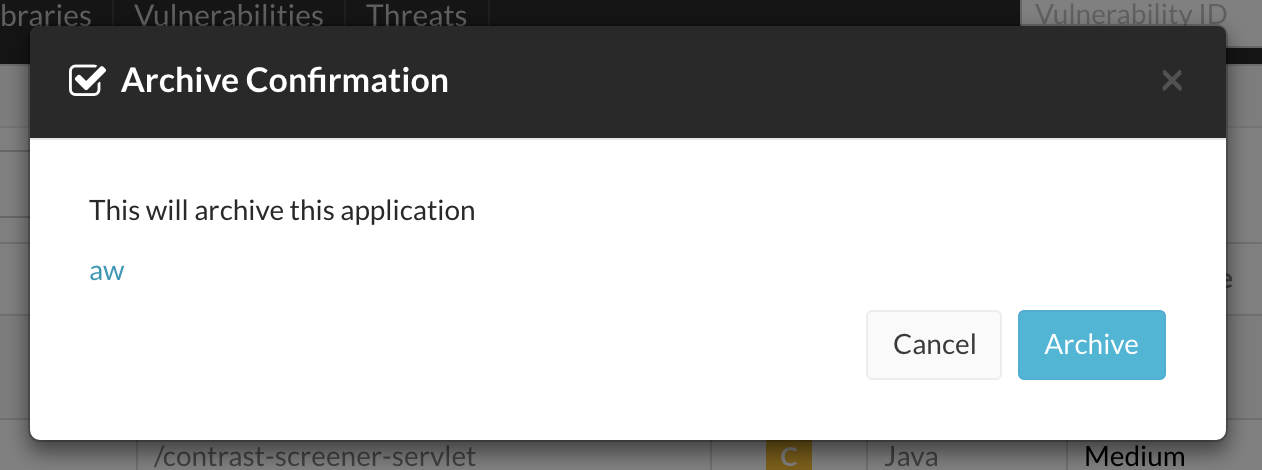 braries Vulnerabilities Threats Vulnerability ID
Archive Confirmation
This will archive this application
aw
Cancel Archive
/contrast-screener-servlet C Java Medium